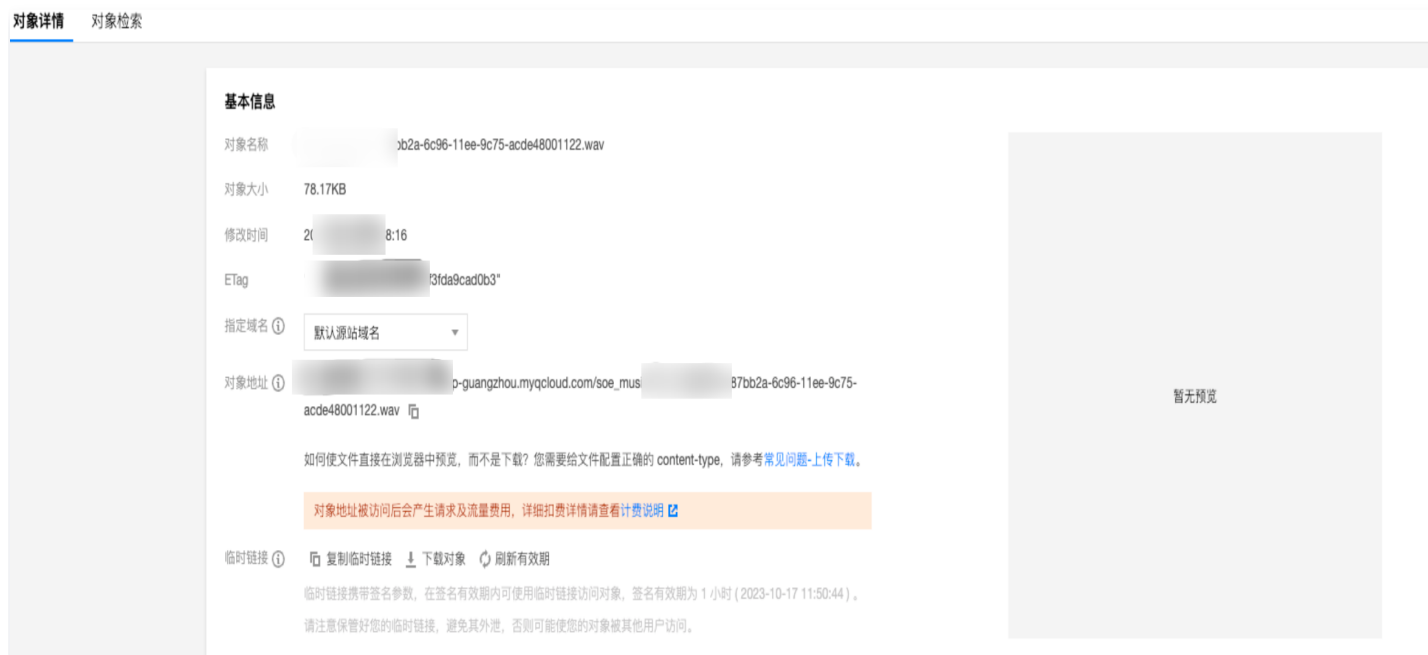 对象详情 对象检索
基本信息
对象名称 bb2a-6c96-11ee-9c75-acde48001122.wav
对象大小 78.17KB
修改时间 20 8:16
ETag f3fda9cad0b3"
指定域名 默认源站域名
对象地址 p-guangzhou.myqcloud.com/soe_mus 87bb2a-6c96-11ee-9c75-
acde48001122.wav
暂无预览
如何使文件直接在浏览器中预览，而不是下载？您需要给文件配置正确的 content-type，请参考常见问题-上传下载。
对象地址被访问后会产生请求及流量费用，详细扣费详情请查看计费说明
临时链接 复制临时链接 下载对象 刷新有效期
临时链接携带签名参数，在签名有效期内可使用临时链接访问对象，签名有效期为 1 小时 ( 2023-10-17 11:50:44 ) 。
请注意保管好您的临时链接，避免其外泄，否则可能使您的对象被其他用户访问。